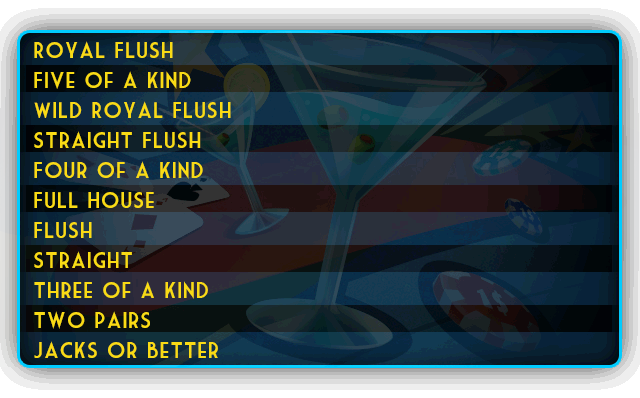 ROYAL FLUSH
FIVE OF A KIND
WILD ROYAL FLUSH
STRAIGHT FLUSH
FOUR OF A KIND
FULL HOUSE
FLUSH
STRAIGHT
THREE OF A KIND
TWO PAIRS
JACKS OR BETTER